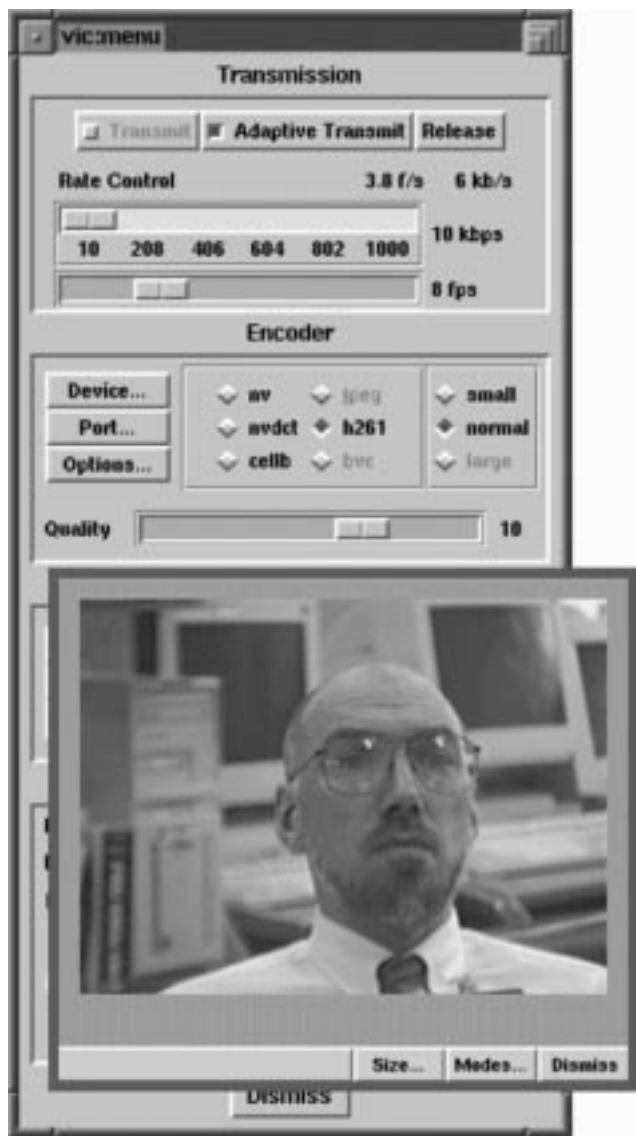 vic:menu
Transmission
Transmit Adaptive Transmit Release
Rate Control 3.8 f/s 6 kb/s
10 kbps
10 208 406 604 802 1000
8 fps
Encoder
Device... nv jpeg small
Port... nvdct h261 normal
Options... cellb bvc large
Quality 10
Size... Modes... Dismiss
Dismiss